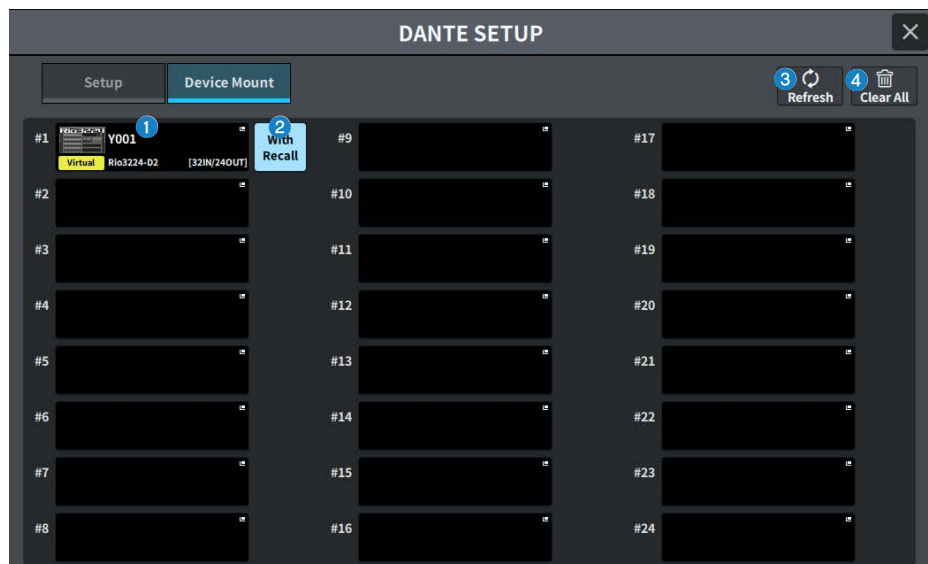 DANTE SETUP
Setup
Device Mount
3
Refresh
4
Clear All
#1
Rio3224
Y001
1
Virtual
Rio3224-D2
[32IN/24OUT]
2
With
Recall
#9
#17
#2
#10
#18
#3
#11
#19
#4
#12
#20
#5
#13
#21
#6
#14
#22
#7
#15
#23
#8
#16
#24